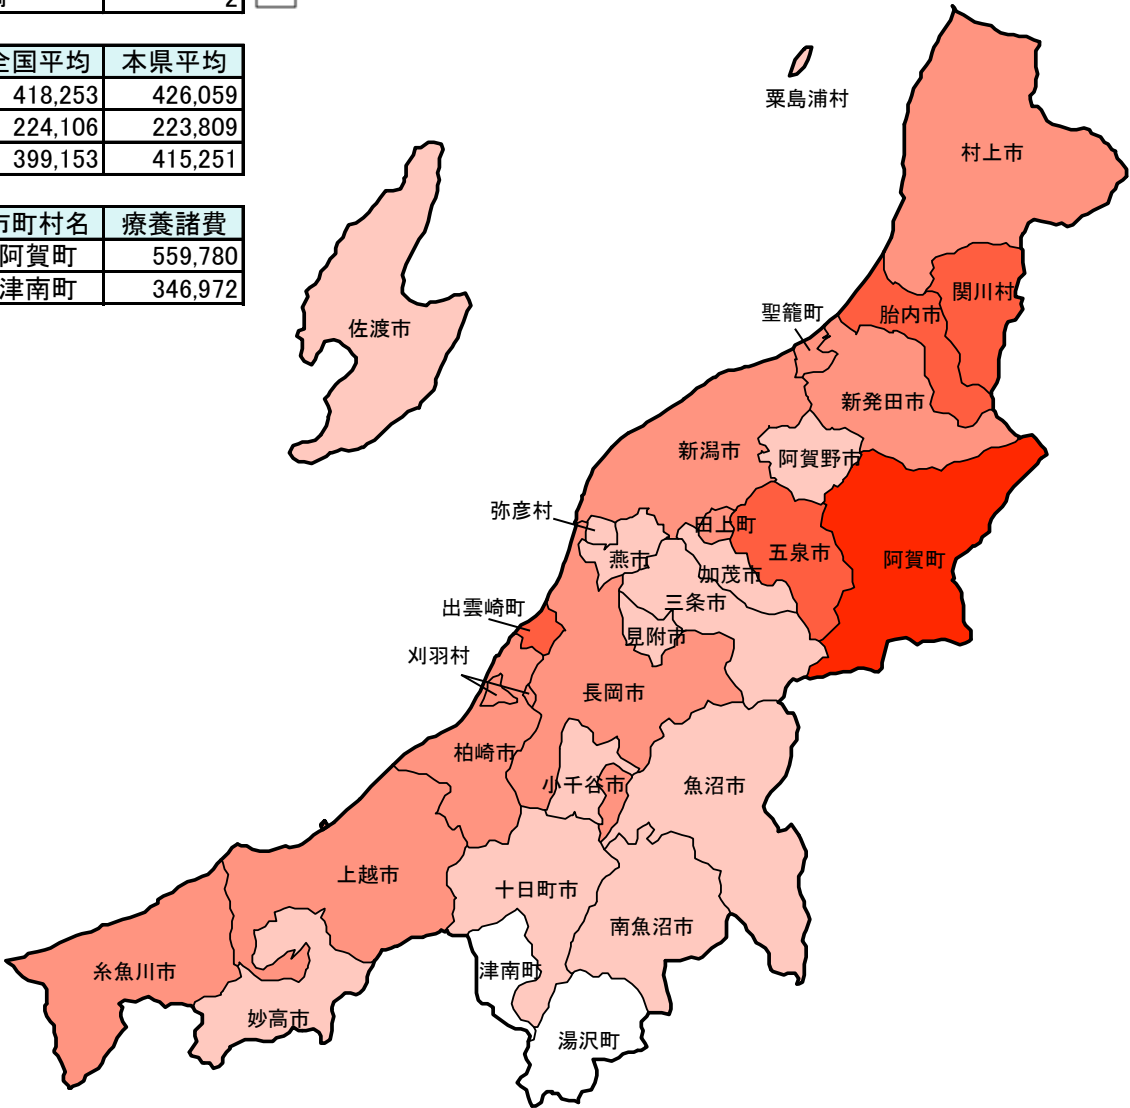 2
全国平均 本県平均
418,253 426,059
224,106 223,809
399,153 415,251
市町村名 療養諸費
阿賀町 559,780
津南町 346,972
粟島浦村
村上市
関川村
胎内市
聖籠町
佐渡市
新発田市
新潟市
阿賀野市
弥彦村
田上町
五泉市
燕市
阿賀町
加茂市
三条市
出雲崎町
見附市
刈羽村
長岡市
柏崎市
小千谷市
魚沼市
上越市
十日町市
南魚沼市
糸魚川市
津南町
妙高市
湯沢町